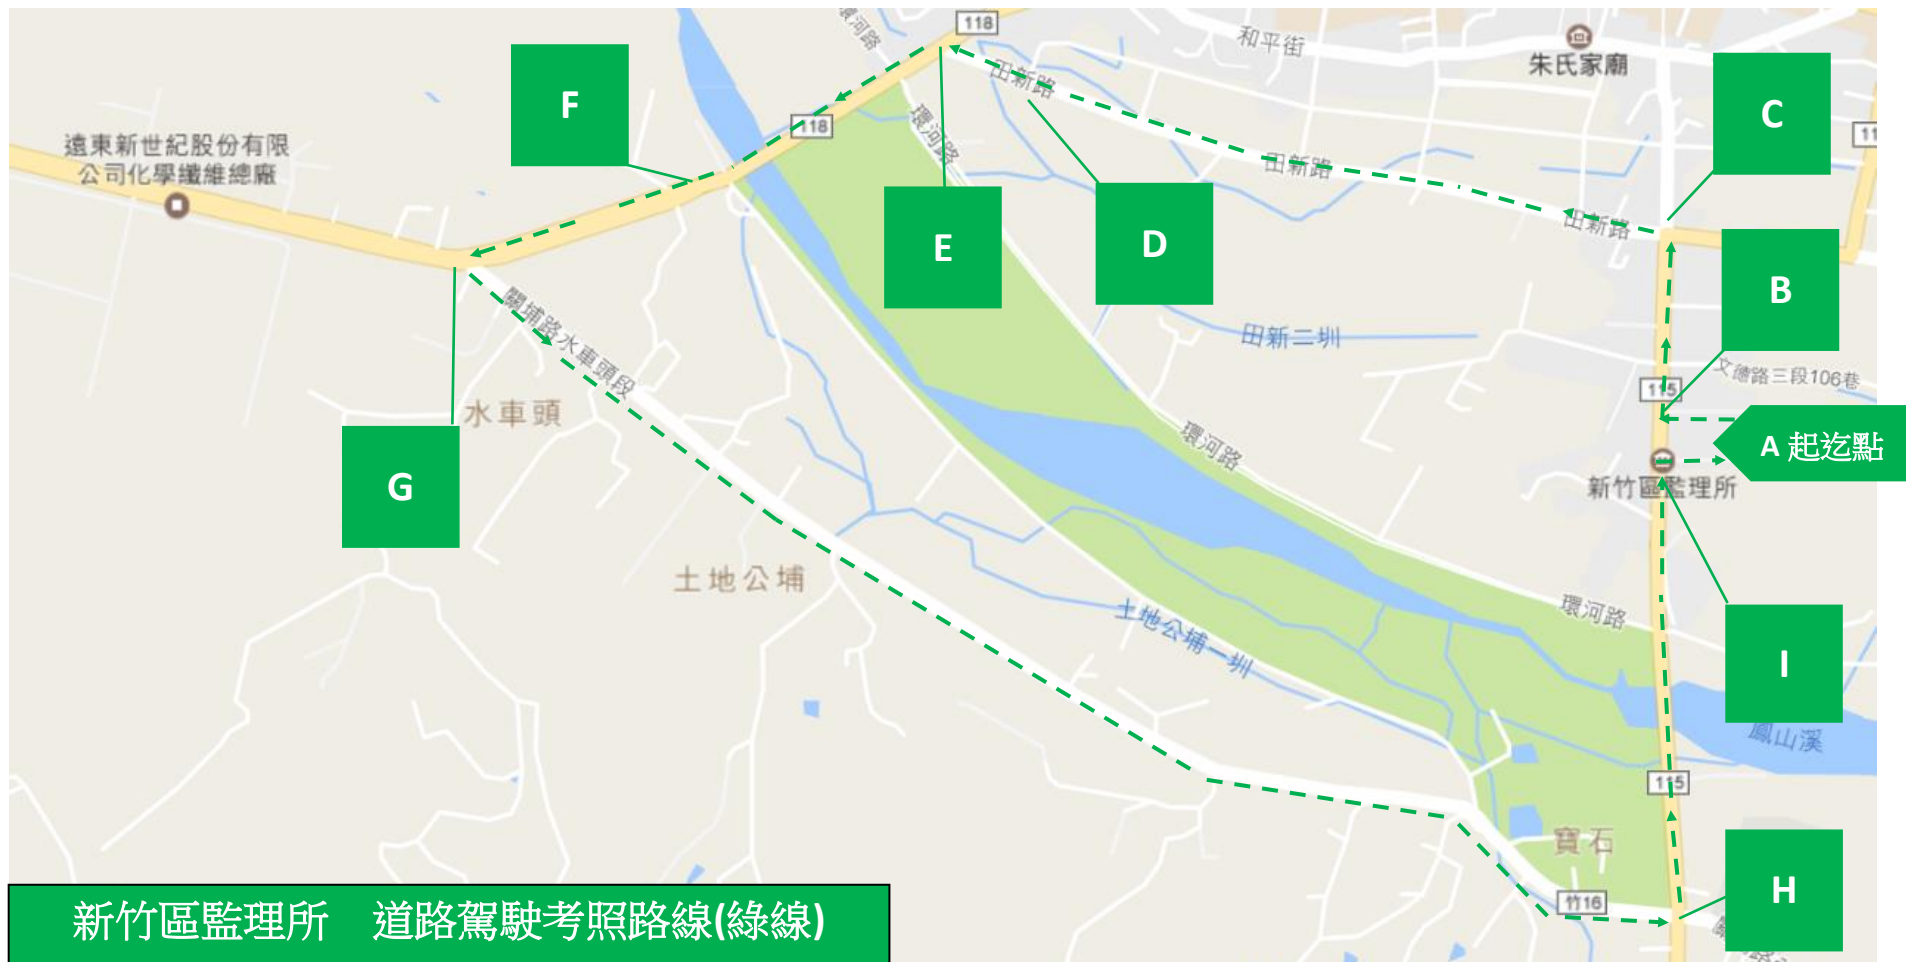 118
環河路
和平街
朱氏家廟
F
田新路
C
遠東新世紀股份有限
公司化學纖維總廠
118
環河路
田新路
11
E
D
田新路
B
關埔路水車頭段
田新二圳
文德路三段106巷
115
水車頭
A 起迄點
環河路
新竹區監理所
G
土地公埔
土地公埔一圳
環河路
I
鳳山溪
115
寶石
H
竹16
新竹區監理所 道路駕駛考照路線(綠線)